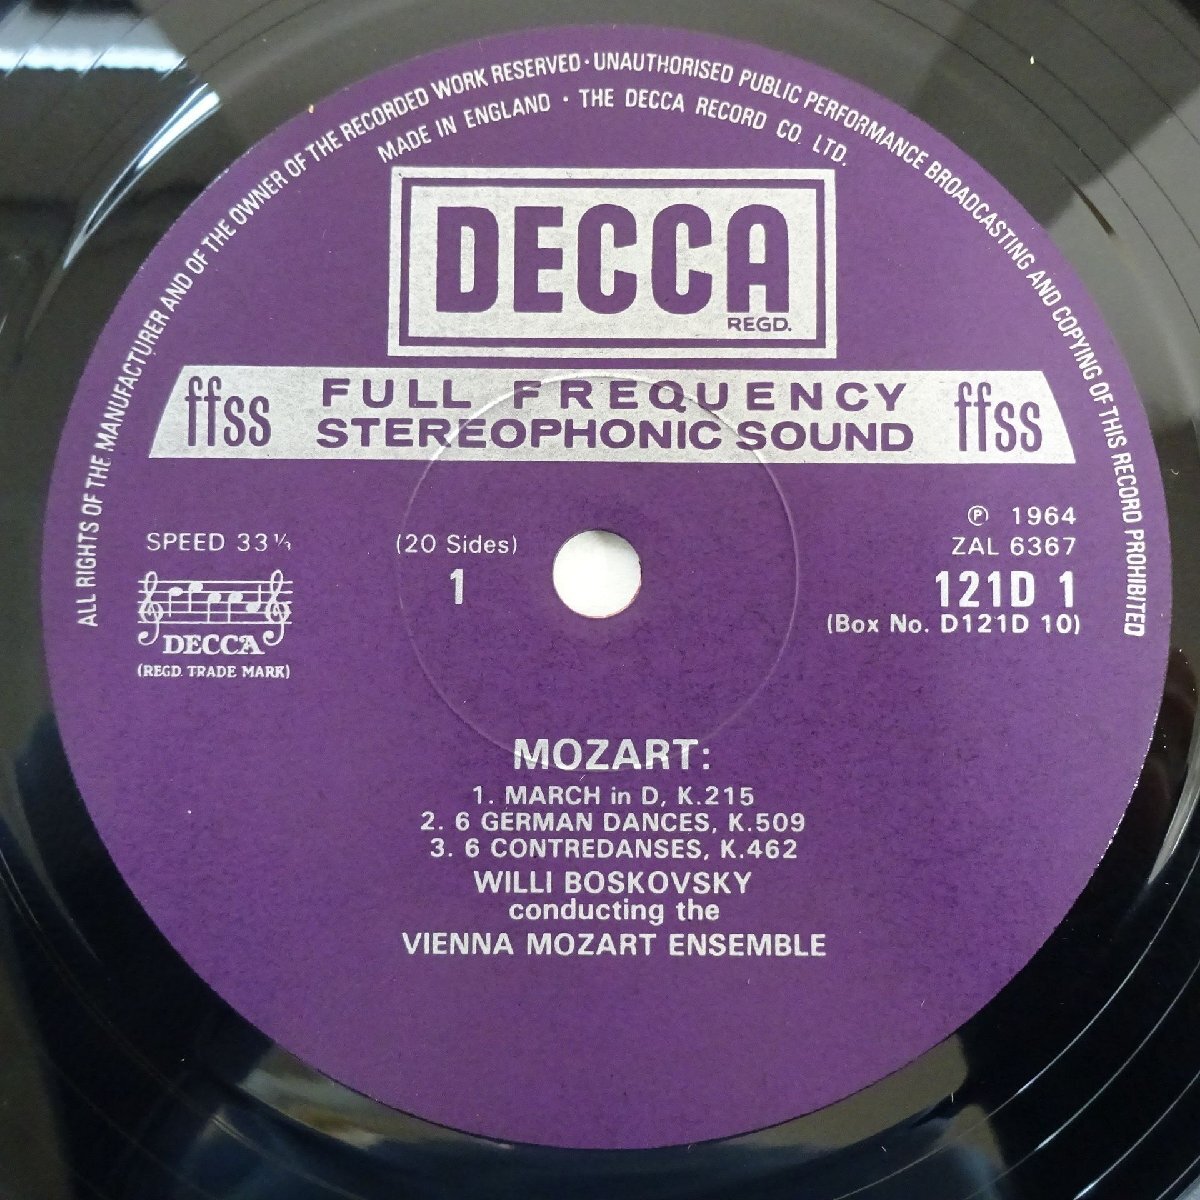 ALL RIGHTS OF THE MANUFACTURER AND OF THE OWNER OF THE RECORDED WORK RESERVED · UNAUTHORISED PUBLIC PERFORMANCE BROADCASTING AND COPYING OF THIS RECORD PROHIBITED
MADE IN ENGLAND · THE DECCA RECORD CO. LTD.
DECCA
REGD.
ffss FULL FREQUENCY ffss
STEREOPHONIC SOUND
℗ 1964
SPEED 33⅓ (20 Sides) ZAL 6367
1 121D 1
(Box No. D121D 10)
DECCA
(REGD. TRADE MARK)
MOZART:
1. MARCH in D, K.215
2. 6 GERMAN DANCES, K.509
3. 6 CONTREDANSES, K.462
WILLI BOSKOVSKY
conducting the
VIENNA MOZART ENSEMBLE